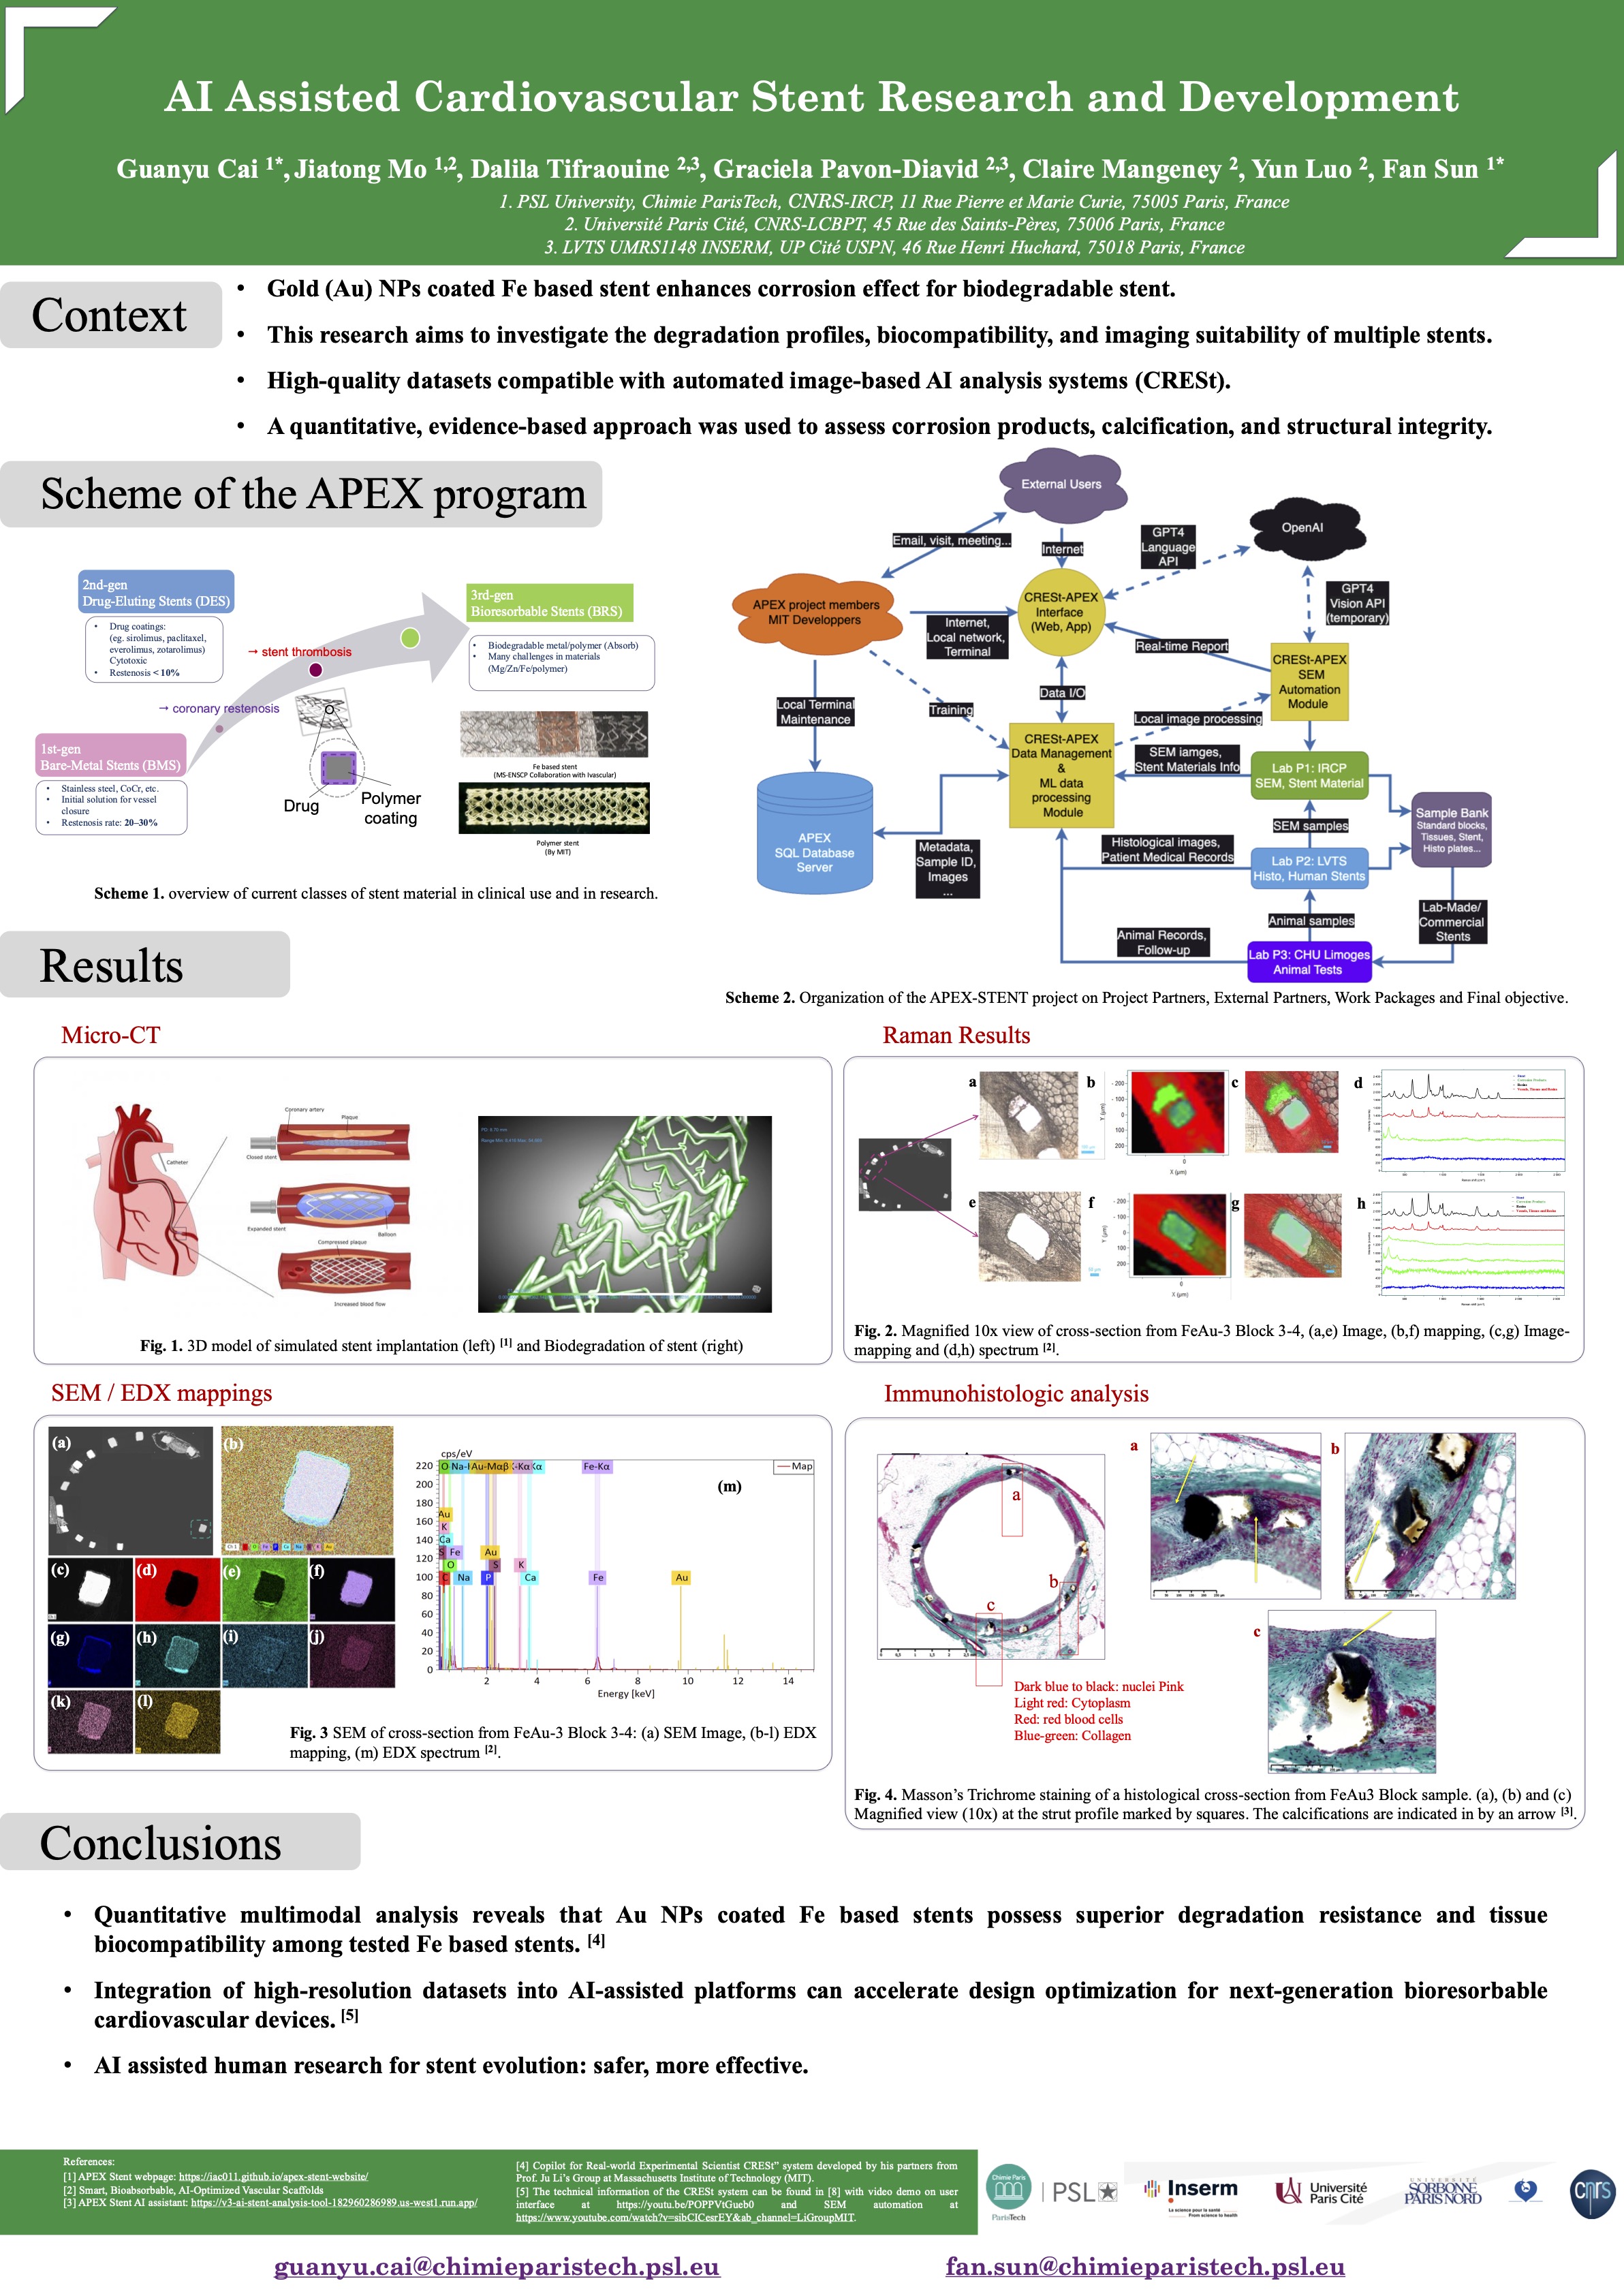 AI Assisted Cardiovascular Stent Research and Development
Guanyu Cai 1*, Jiatong Mo 1,2, Dalila Tifraouine 2,3, Graciela Pavon-Diavid 2,3, Claire Mangeney 2, Yun Luo 2, Fan Sun 1*
1. PSL University, Chimie ParisTech, CNRS-IRCP, 11 Rue Pierre et Marie Curie, 75005 Paris, France
2. Université Paris Cité, CNRS-LCBPT, 45 Rue des Saints-Pères, 75006 Paris, France
3. LVTS UMRS1148 INSERM, UP Cité USPN, 46 Rue Henri Huchard, 75018 Paris, France
Context
• Gold (Au) NPs coated Fe based stent enhances corrosion effect for biodegradable stent.
• This research aims to investigate the degradation profiles, biocompatibility, and imaging suitability of multiple stents.
• High-quality datasets compatible with automated image-based AI analysis systems (CRESt).
• A quantitative, evidence-based approach was used to assess corrosion products, calcification, and structural integrity.
Scheme of the APEX program
2nd-gen
Drug-Eluting Stents (DES)
• Drug coatings:
(eg. sirolimus, paclitaxel,
everolimus, zotarolimus)
Cytotoxic
• Restenosis < 10%
→ stent thrombosis
→ coronary restenosis
1st-gen
Bare-Metal Stents (BMS)
• Stainless steel, CoCr, etc.
• Initial solution for vessel
closure
• Restenosis rate: 20–30%
3rd-gen
Bioresorbable Stents (BRS)
• Biodegradable metal/polymer (Absorb)
• Many challenges in materials
(Mg/Zn/Fe/polymer)
Drug
Polymer
coating
Fe based stent
(MS-ENSCP Collaboration with Ivascular)
Polymer stent
(By MIT)
Scheme 1. overview of current classes of stent material in clinical use and in research.
External Users
OpenAI
Email, visit, meeting...
Internet
GPT4
Language
API
APEX project members
MIT Developpers
CRESt-APEX
Interface
(Web, App)
GPT4
Vision API
(temporary)
Internet,
Local network,
Terminal
Real-time Report
CRESt-APEX
SEM
Automation
Module
Local Terminal
Maintenance
Training
Data I/O
Local image processing
CRESt-APEX
Data Management
&
ML data
processing
Module
SEM iamges,
Stent Materials Info
Lab P1: IRCP
SEM, Stent Material
Sample Bank
Standard blocks,
Tissues, Stent,
Histo plates...
APEX
SQL Database
Server
Metadata,
Sample ID,
Images
...
SEM samples
Histological images,
Patient Medical Records
Lab P2: LVTS
Histo, Human Stents
Animal samples
Lab-Made/
Commercial
Stents
Animal Records,
Follow-up
Lab P3: CHU Limoges
Animal Tests
Scheme 2. Organization of the APEX-STENT project on Project Partners, External Partners, Work Packages and Final objective.
Results
Micro-CT
Coronary artery
Plaque
Catheter
Closed stent
Expanded stent
Balloon
Compressed plaque
Increased blood flow
Fig. 1. 3D model of simulated stent implantation (left) [1] and Biodegradation of stent (right)
Raman Results
a
b
c
d
e
f
g
h
Y (µm)
X (µm)
Y (µm)
X (µm)
Fig. 2. Magnified 10x view of cross-section from FeAu-3 Block 3-4, (a,e) Image, (b,f) mapping, (c,g) Image-
mapping and (d,h) spectrum [2].
SEM / EDX mappings
(a)
(b)
(c)
(d)
(e)
(f)
(g)
(h)
(i)
(j)
(k)
(l)
cps/eV
220
200
180
160
140
120
100
80
60
40
20
0
O
Au-Mαβ
Fe-Kα
Map
(m)
Au
K
Ca
S
Fe
O
C
Na
Au
S
P
K
Ca
Fe
Au
2
4
6
8
10
12
14
Energy [keV]
Fig. 3 SEM of cross-section from FeAu-3 Block 3-4: (a) SEM Image, (b-l) EDX
mapping, (m) EDX spectrum [2].
Immunohistologic analysis
a
b
c
a
b
c
Dark blue to black: nuclei Pink
Light red: Cytoplasm
Red: red blood cells
Blue-green: Collagen
Fig. 4. Masson’s Trichrome staining of a histological cross-section from FeAu3 Block sample. (a), (b) and (c)
Magnified view (10x) at the strut profile marked by squares. The calcifications are indicated in by an arrow [3].
Conclusions
• Quantitative multimodal analysis reveals that Au NPs coated Fe based stents possess superior degradation resistance and tissue
biocompatibility among tested Fe based stents. [4]
• Integration of high-resolution datasets into AI-assisted platforms can accelerate design optimization for next-generation bioresorbable
cardiovascular devices. [5]
• AI assisted human research for stent evolution: safer, more effective.
References:
[1] APEX Stent webpage: https://iac011.github.io/apex-stent-website/
[2] Smart, Bioabsorbable, AI-Optimized Vascular Scaffolds
[3] APEX Stent AI assistant: https://v3-ai-stent-analysis-tool-182960286989.us-west1.run.app/
[4] Copilot for Real-world Experimental Scientist CRESt” system developed by his partners from
Prof. Ju Li’s Group at Massachusetts Institute of Technology (MIT).
[5] The technical information of the CRESt system can be found in [8] with video demo on user
interface at https://youtu.be/POPPVtGueb0 and SEM automation at
https://www.youtube.com/watch?v=sibCICesrEY&ab_channel=LiGroupMIT.
Chimie Paris
ParisTech
PSL
Inserm
La science pour la santé
From science to health
Université
Paris Cité
UNIVERSITÉ
SORBONNE
PARIS NORD
cnrs
guanyu.cai@chimieparistech.psl.eu
fan.sun@chimieparistech.psl.eu